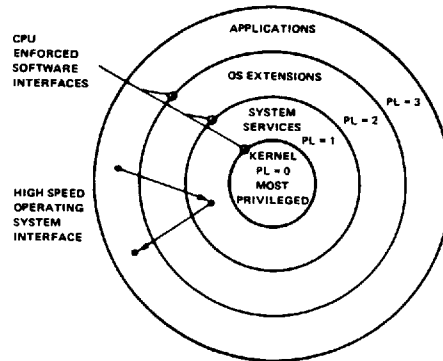 CPU
ENFORCED
SOFTWARE
INTERFACES
APPLICATIONS
OS EXTENSIONS
SYSTEM
SERVICES
KERNEL
PL = 0
MOST
PRIVILEGED
PL = 1
PL = 2
PL = 3
HIGH SPEED
OPERATING
SYSTEM
INTERFACE